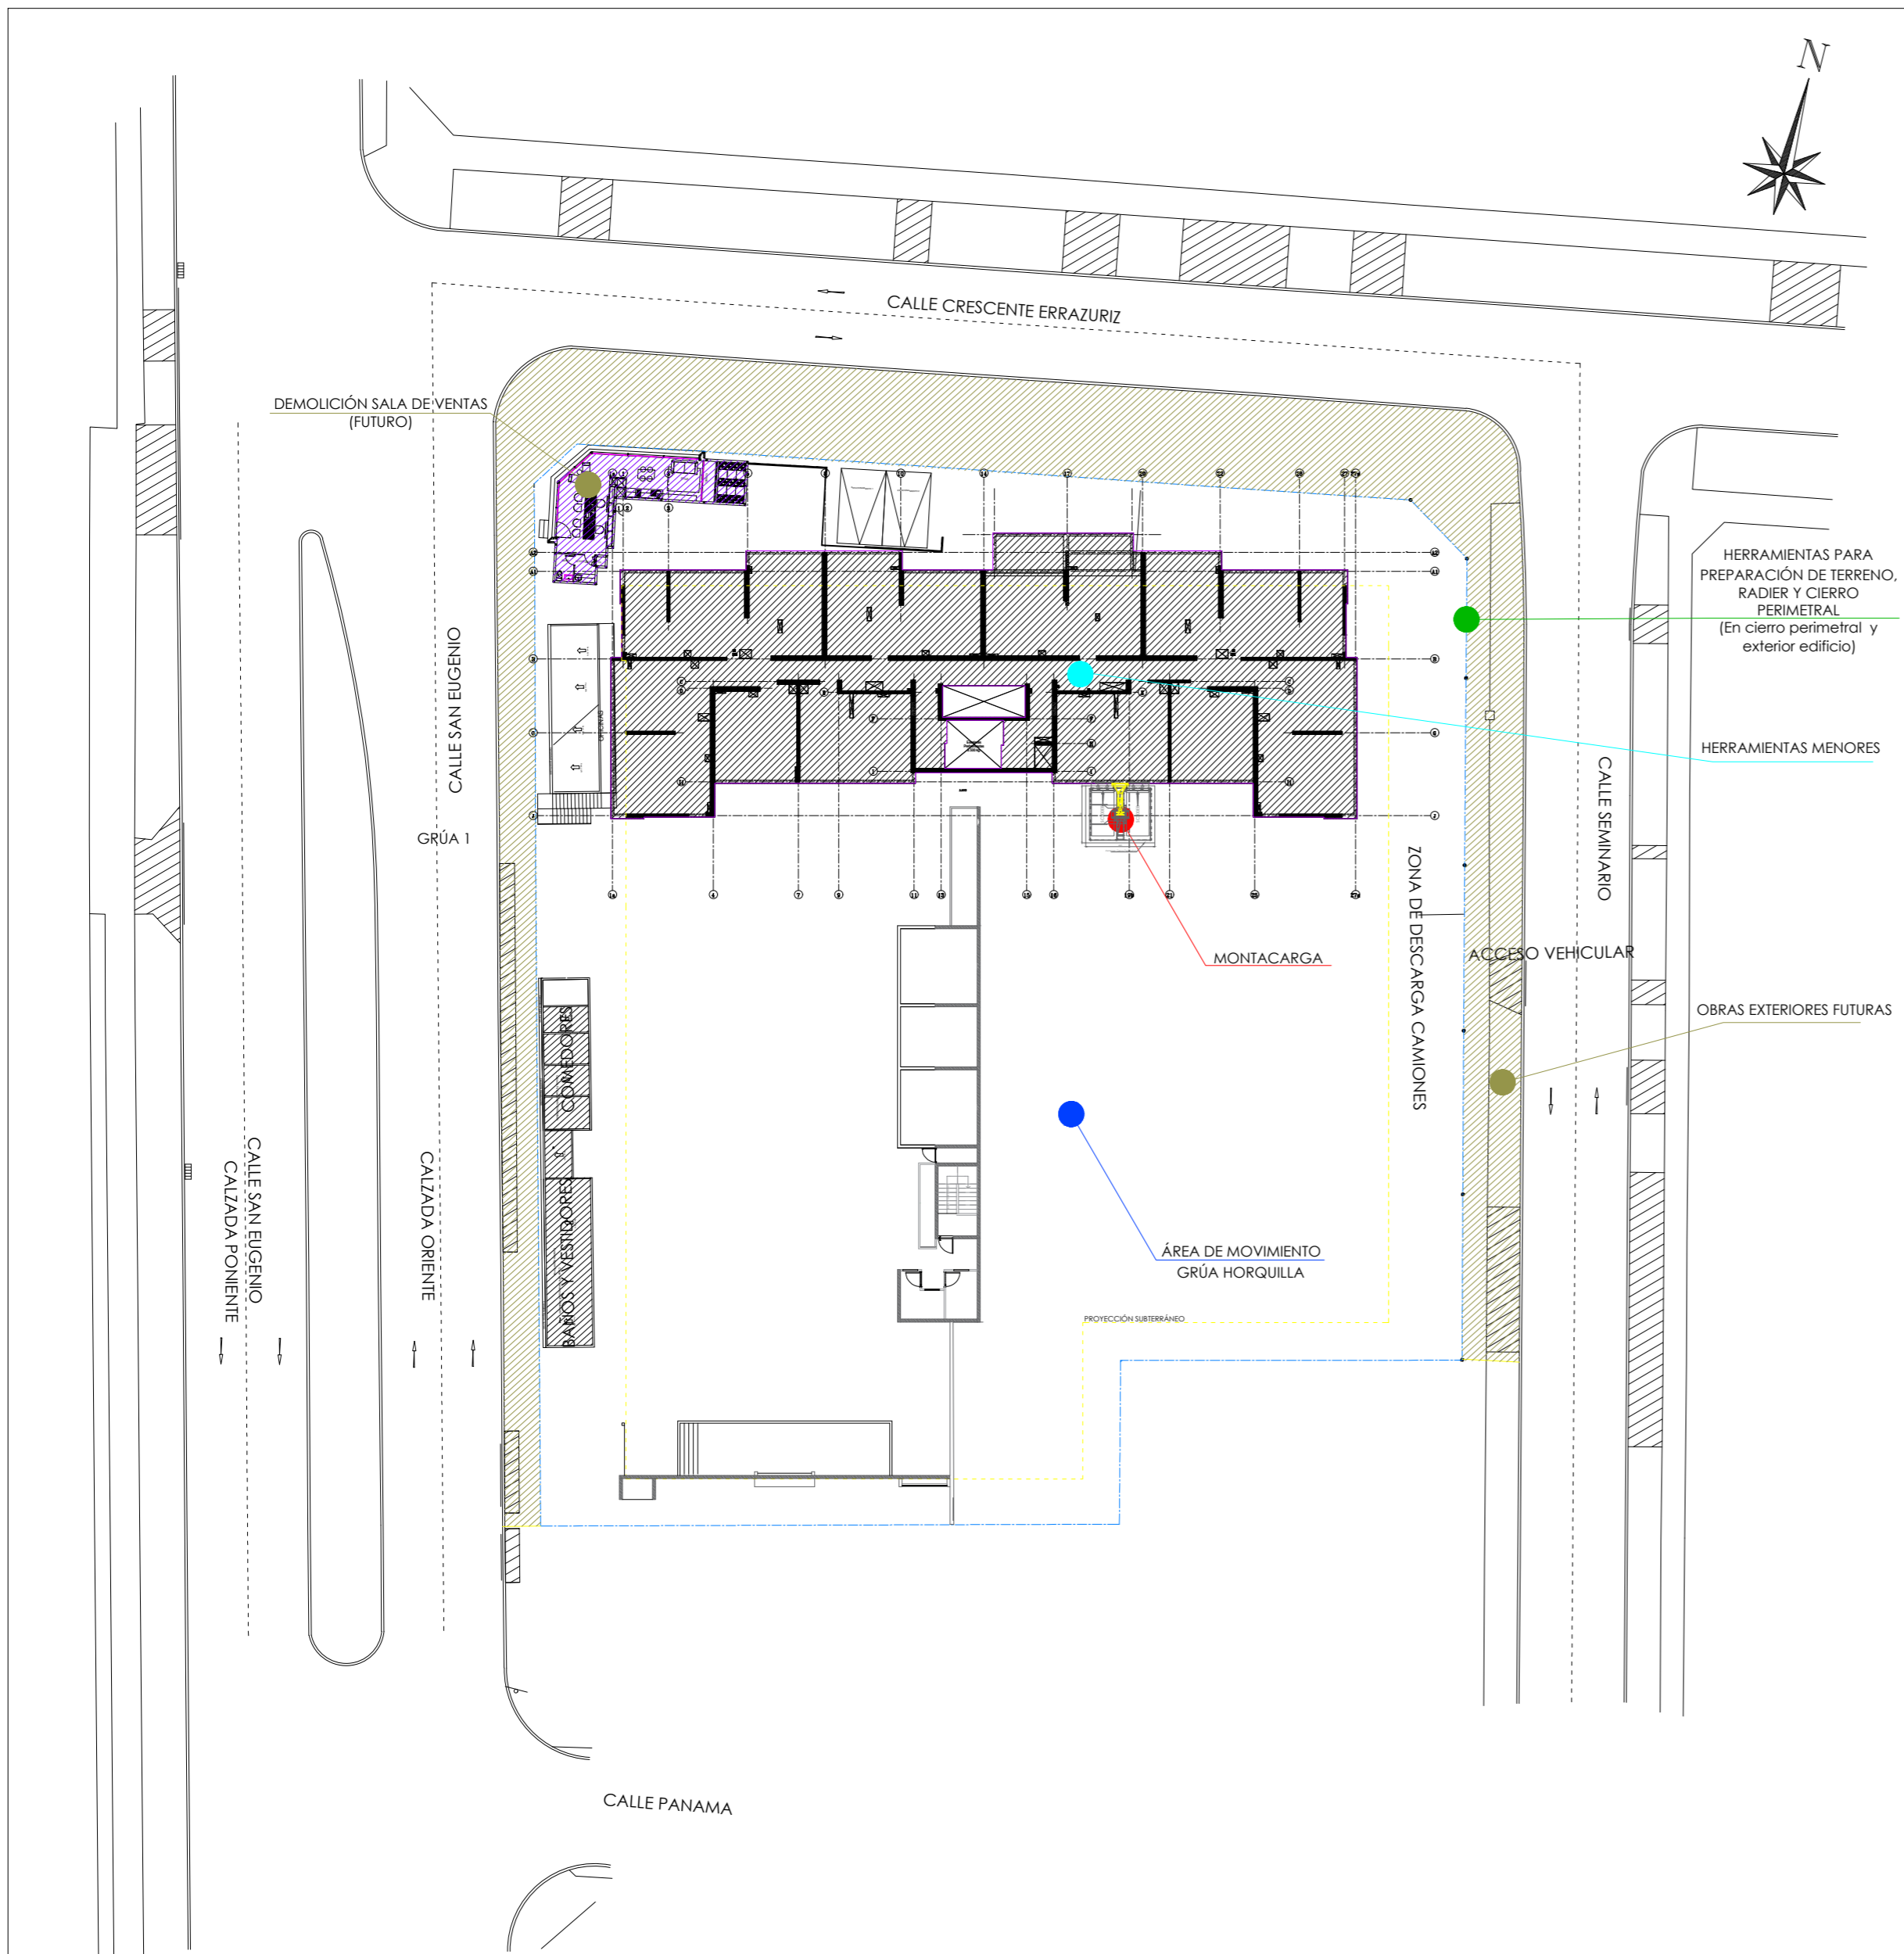 N
CALLE CRESCENTE ERRAZURIZ
DEMOLICIÓN SALA DE VENTAS
(FUTURO)
HERRAMIENTAS PARA
PREPARACIÓN DE TERRENO,
RADIER Y CIERRO
PERIMETRAL
(En cierro perimetral y
exterior edificio)
CALLE SAN EUGENIO
OFICINAS
HERRAMIENTAS MENORES
CALLE SEMINARIO
GRÚA 1
ZONA DE DESCARGA CAMIONES
MONTACARGA
ACCESO VEHICULAR
OBRAS EXTERIORES FUTURAS
COMEDORES
BAÑOS Y VESTIDORES
CALLE SAN EUGENIO
CALZADA PONIENTE
CALZADA ORIENTE
ÁREA DE MOVIMIENTO
GRÚA HORQUILLA
PROYECCIÓN SUBTERRÁNEO
CALLE PANAMA